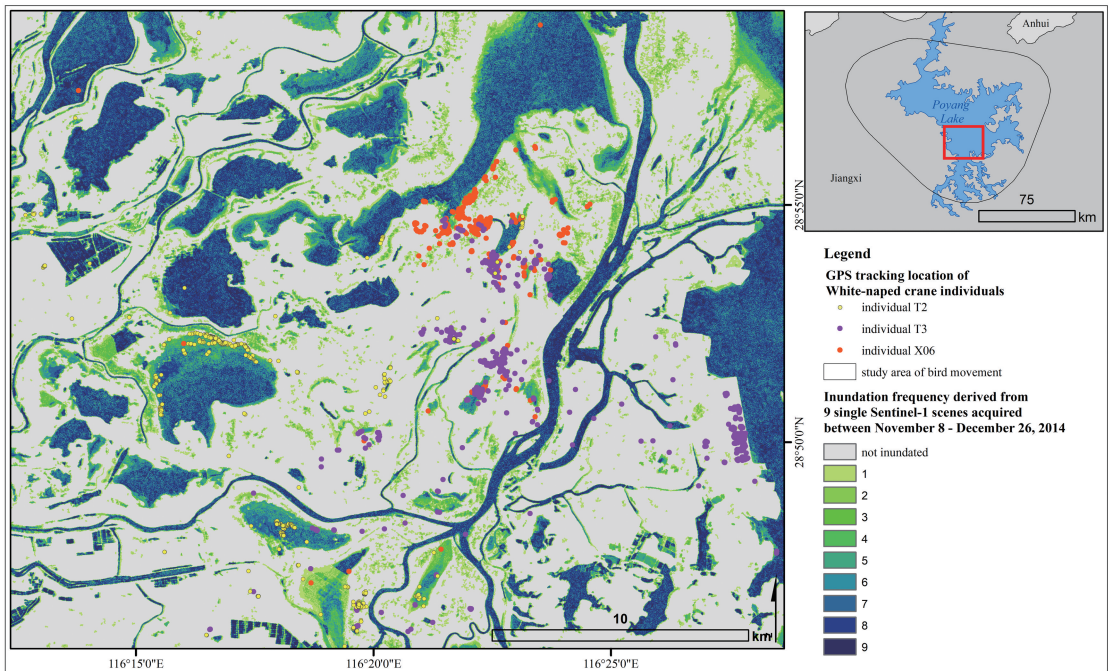 Anhui
Poyang
Lake
Jiangxi
75
km
28°55'0"N
28°50'0"N
10
km
116°15'0"E
116°20'0"E
116°25'0"E
Legend
GPS tracking location of
White-naped crane individuals
individual T2
individual T3
individual X06
study area of bird movement
Inundation frequency derived from
9 single Sentinel-1 scenes acquired
between November 8 - December 26, 2014
not inundated
1
2
3
4
5
6
7
8
9